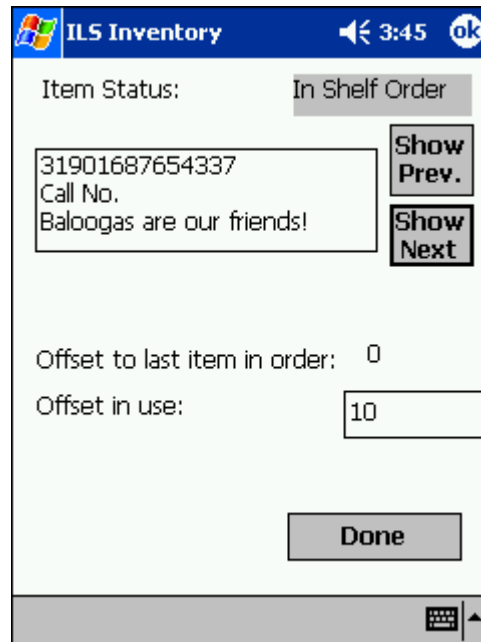 ILS Inventory 3:45 ok
Item Status: In Shelf Order
31901687654337
Call No.
Baloogas are our friends!
Show
Prev.
Show
Next
Offset to last item in order: 0
Offset in use: 10
Done